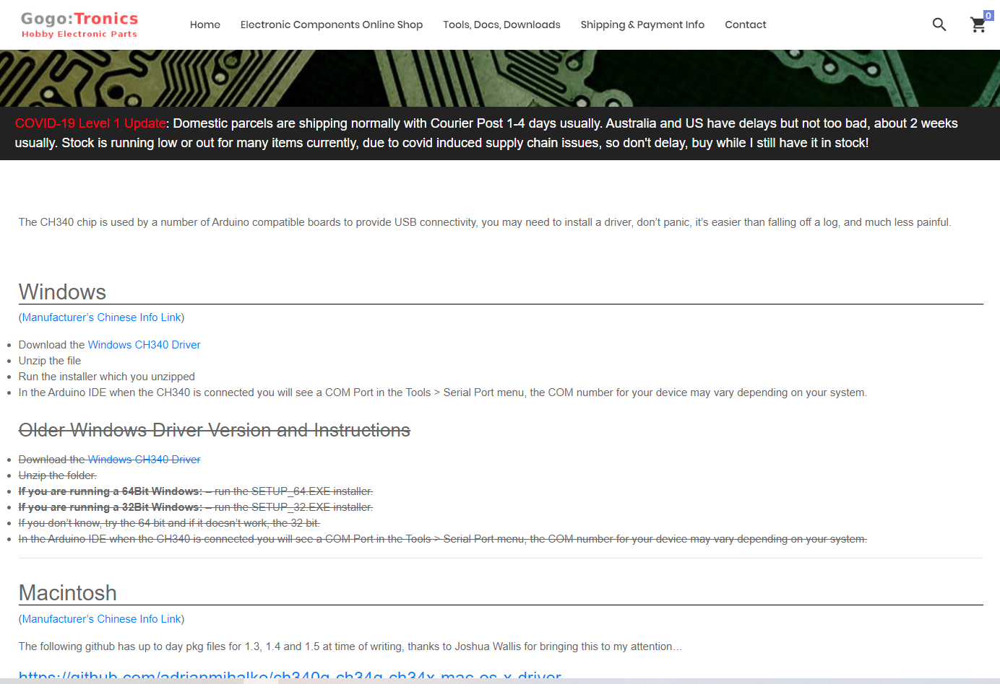 Gogo:Tronics
Hobby Electronic Parts
Home Electronic Components Online Shop Tools, Docs, Downloads Shipping & Payment Info Contact
0
COVID-19 Level 1 Update: Domestic parcels are shipping normally with Courier Post 1-4 days usually. Australia and US have delays but not too bad, about 2 weeks
usually. Stock is running low or out for many items currently, due to covid induced supply chain issues, so don't delay, buy while I still have it in stock!
The CH340 chip is used by a number of Arduino compatible boards to provide USB connectivity, you may need to install a driver, don’t panic, it’s easier than falling off a log, and much less painful.
Windows
(Manufacturer’s Chinese Info Link)
Download the Windows CH340 Driver
Unzip the file
Run the installer which you unzipped
In the Arduino IDE when the CH340 is connected you will see a COM Port in the Tools > Serial Port menu, the COM number for your device may vary depending on your system.
Older Windows Driver Version and Instructions
Download the Windows CH340 Driver
Unzip the folder.
If you are running a 64Bit Windows: – run the SETUP_64.EXE installer.
If you are running a 32Bit Windows: – run the SETUP_32.EXE installer.
If you don’t know, try the 64 bit and if it doesn’t work, the 32 bit.
In the Arduino IDE when the CH340 is connected you will see a COM Port in the Tools > Serial Port menu, the COM number for your device may vary depending on your system.
Macintosh
(Manufacturer’s Chinese Info Link)
The following github has up to day pkg files for 1.3, 1.4 and 1.5 at time of writing, thanks to Joshua Wallis for bringing this to my attention…
https://github.com/adrianmihalko/ch340g-ch34g-ch34x-mac-os-x-driver